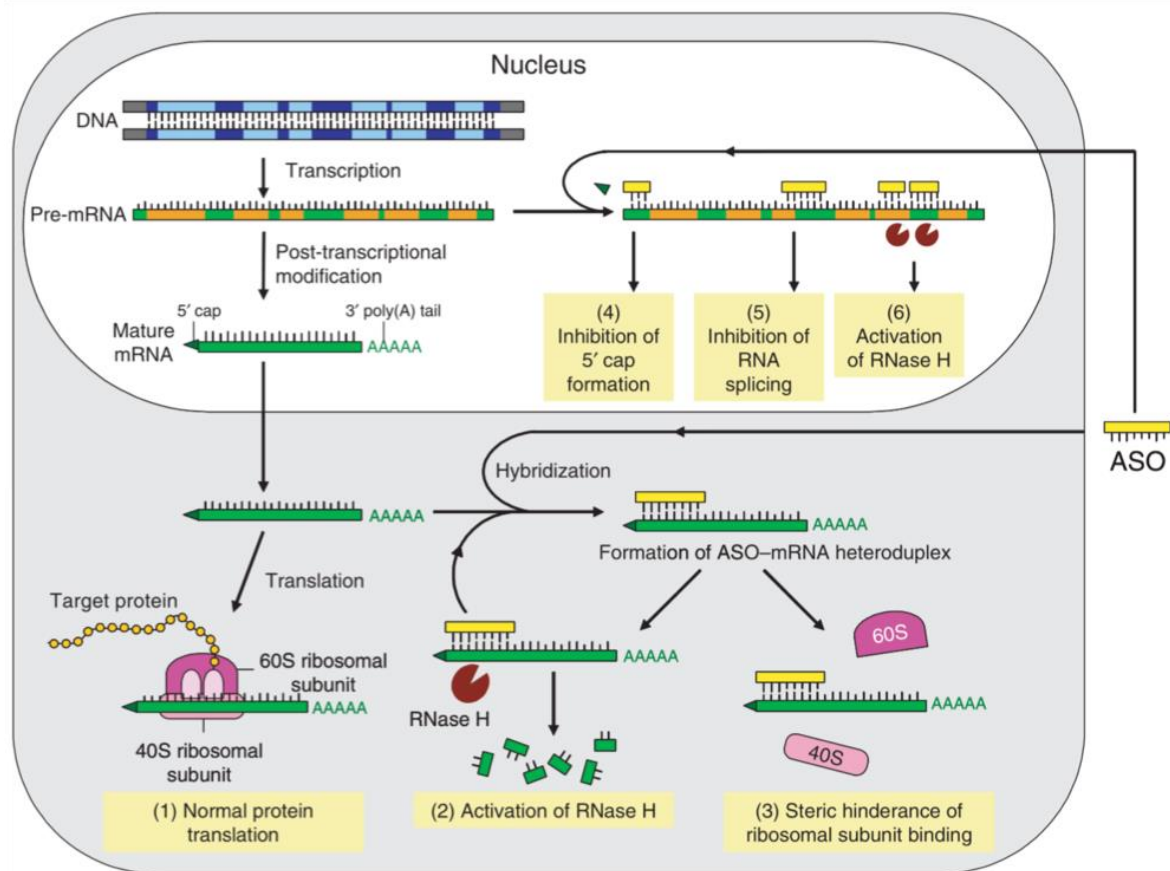 Nucleus
DNA
Transcription
Pre-mRNA
Post-transcriptional
modification
5′ cap
3′ poly(A) tail
Mature
mRNA
AAAAA
(4)
Inhibition of
5′ cap
formation
(5)
Inhibition of
RNA
splicing
(6)
Activation
of RNase H
ASO
Hybridization
AAAAA
AAAAA
Formation of ASO–mRNA heteroduplex
Translation
Target protein
60S ribosomal
subunit
AAAAA
40S ribosomal
subunit
AAAAA
RNase H
60S
AAAAA
40S
(1) Normal protein
translation
(2) Activation of RNase H
(3) Steric hinderance of
ribosomal subunit binding